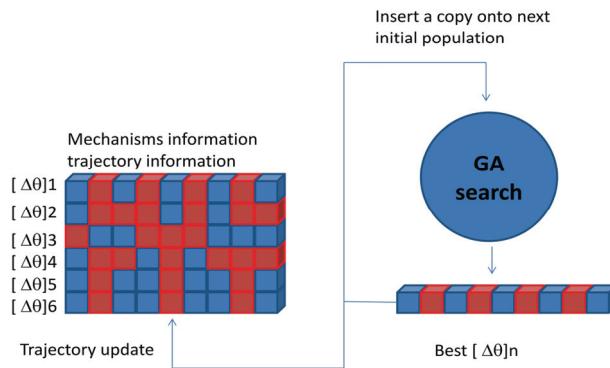 Insert a copy onto next
initial population
Mechanisms information
trajectory information
[ Δθ]1
[ Δθ]2
[ Δθ]3
[ Δθ]4
[ Δθ]5
[ Δθ]6
GA
search
Trajectory update
Best [ Δθ]n